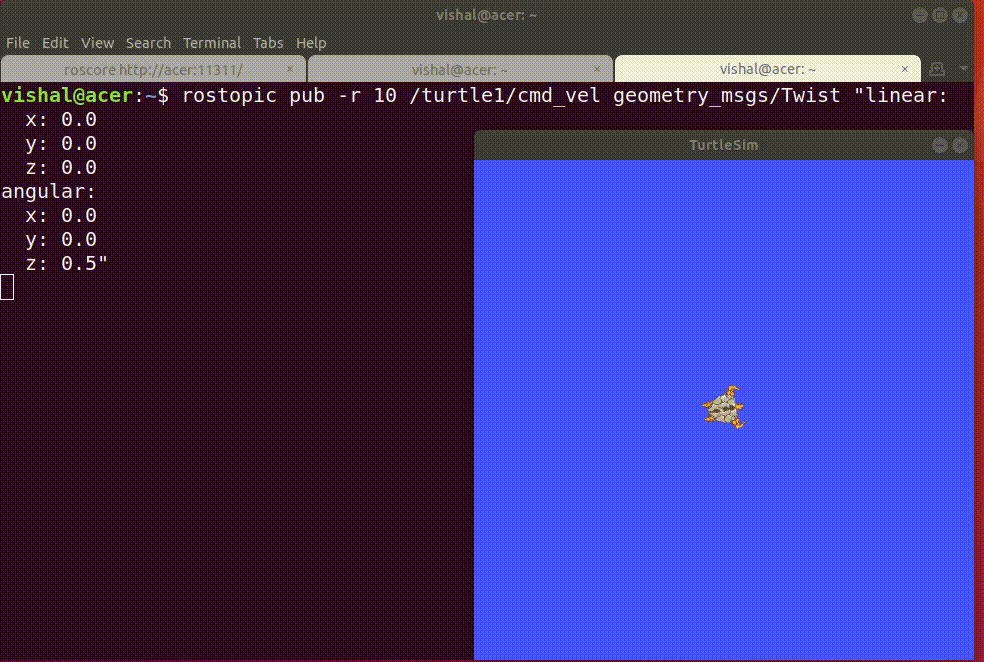 vishal@acer: ~
File Edit View Search Terminal Tabs Help
roscore http://acer:11311/ × vishal@acer: ~ × vishal@acer: ~ ×
vishal@acer:~$ rostopic pub -r 10 /turtle1/cmd_vel geometry_msgs/Twist "linear:
  x: 0.0
  y: 0.0
  z: 0.0
angular:
  x: 0.0
  y: 0.0
  z: 0.5"
TurtleSim